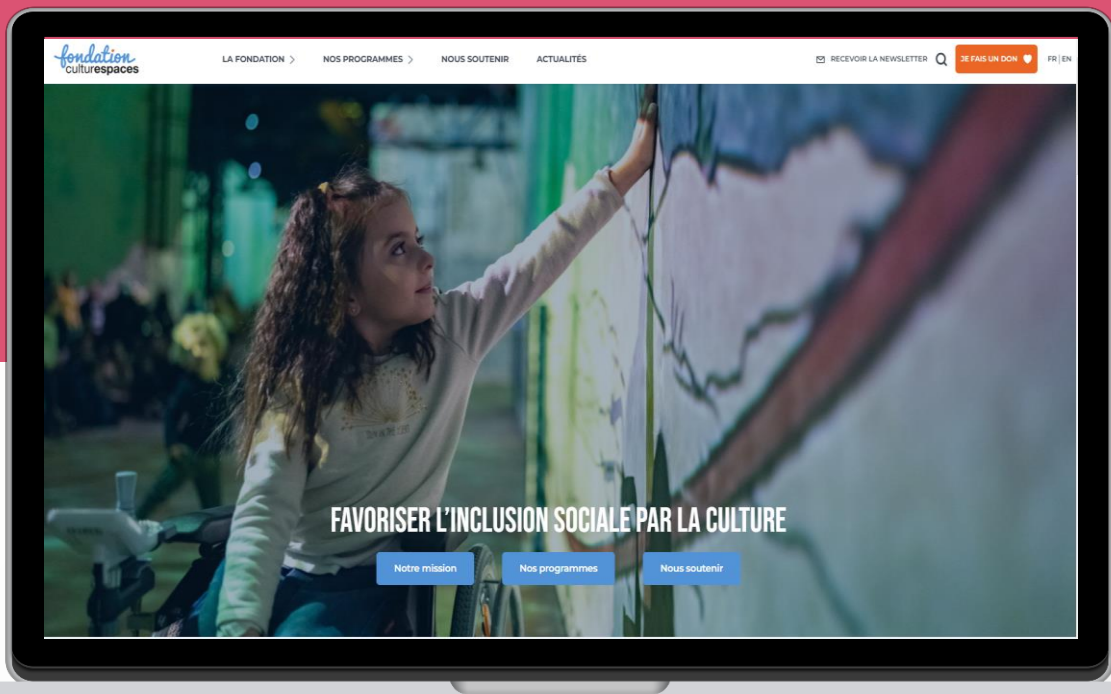 fondation
culturespaces
LA FONDATION
NOS PROGRAMMES
NOUS SOUTENIR
ACTUALITÉS
RECEVOIR LA NEWSLETTER
JE FAIS UN DON
FR|EN
FAVORISER L'INCLUSION SOCIALE PAR LA CULTURE
Notre mission
Nos programmes
Nous soutenir